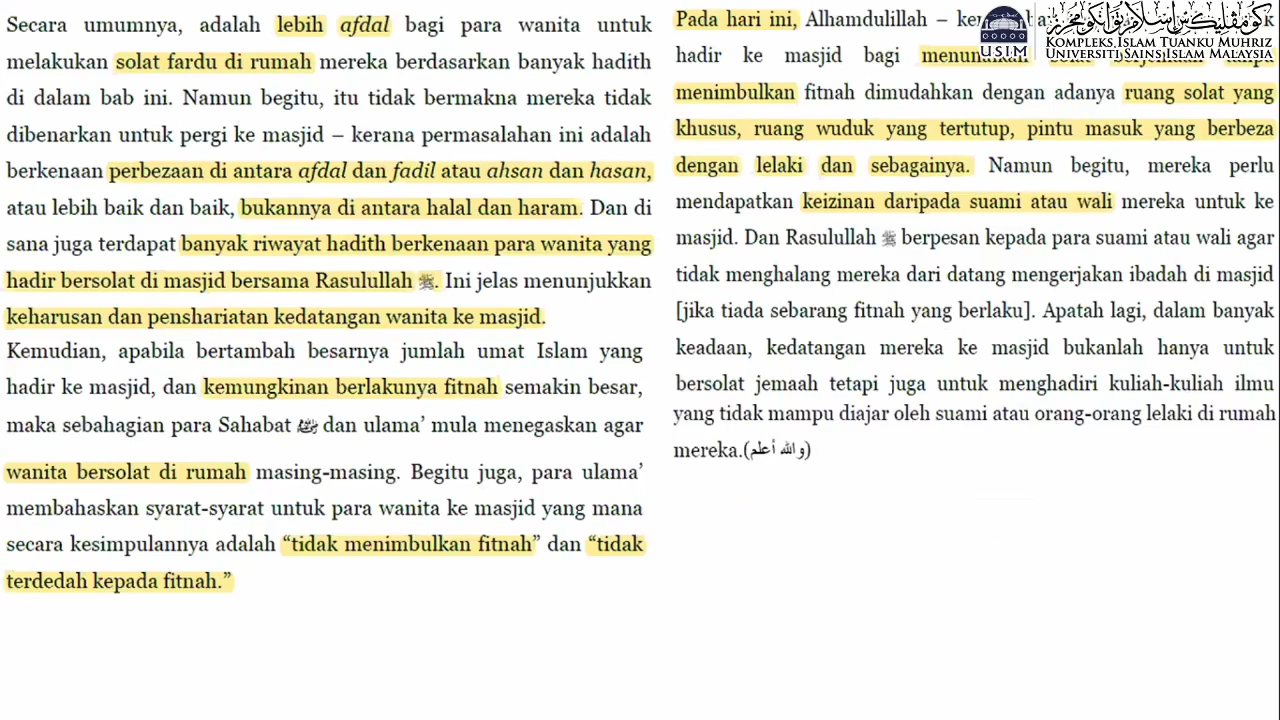 Secara umumnya, adalah lebih afdal bagi para wanita untuk
melakukan solat fardu di rumah mereka berdasarkan banyak hadith
di dalam bab ini. Namun begitu, itu tidak bermakna mereka tidak
dibenarkan untuk pergi ke masjid – kerana permasalahan ini adalah
berkenaan perbezaan di antara afdal dan fadil atau ahsan dan hasan,
atau lebih baik dan baik, bukannya di antara halal dan haram. Dan di
sana juga terdapat banyak riwayat hadith berkenaan para wanita yang
hadir bersolat di masjid bersama Rasulullah ﷺ. Ini jelas menunjukkan
keharusan dan penshariatan kedatangan wanita ke masjid.
Kemudian, apabila bertambah besarnya jumlah umat Islam yang
hadir ke masjid, dan kemungkinan berlakunya fitnah semakin besar,
maka sebahagian para Sahabat dan ulama’ mula menegaskan agar
wanita bersolat di rumah masing-masing. Begitu juga, para ulama’
membahaskan syarat-syarat untuk para wanita ke masjid yang mana
secara kesimpulannya adalah “tidak menimbulkan fitnah” dan “tidak
terdedah kepada fitnah.”
Pada hari ini, Alhamdulillah –
hadir ke masjid bagi
menimbulkan fitnah dimudahkan dengan adanya ruang solat yang
khusus, ruang wuduk yang tertutup, pintu masuk yang berbeza
dengan lelaki dan sebagainya. Namun begitu, mereka perlu
mendapatkan keizinan daripada suami atau wali mereka untuk ke
masjid. Dan Rasulullah ﷺ berpesan kepada para suami atau wali agar
tidak menghalang mereka dari datang mengerjakan ibadah di masjid
[jika tiada sebarang fitnah yang berlaku]. Apatah lagi, dalam banyak
keadaan, kedatangan mereka ke masjid bukanlah hanya untuk
bersolat jemaah tetapi juga untuk menghadiri kuliah-kuliah ilmu
yang tidak mampu diajar oleh suami atau orang-orang lelaki di rumah
mereka.(والله أعلم)
USIM
كومڤليكس إسلام توانكو محرز
KOMPLEKS ISLAM TUANKU MUHRIZ
UNIVERSITI SAINS ISLAM MALAYSIA